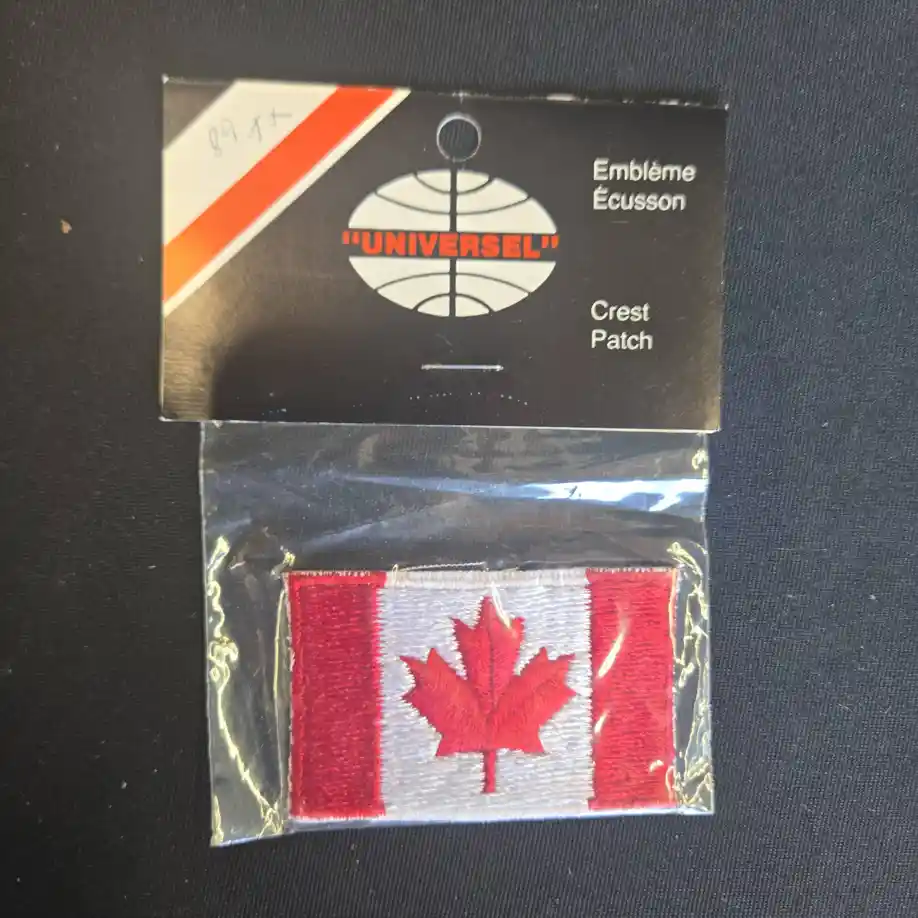 "UNIVERSEL"
Emblème
Écusson
Crest
Patch